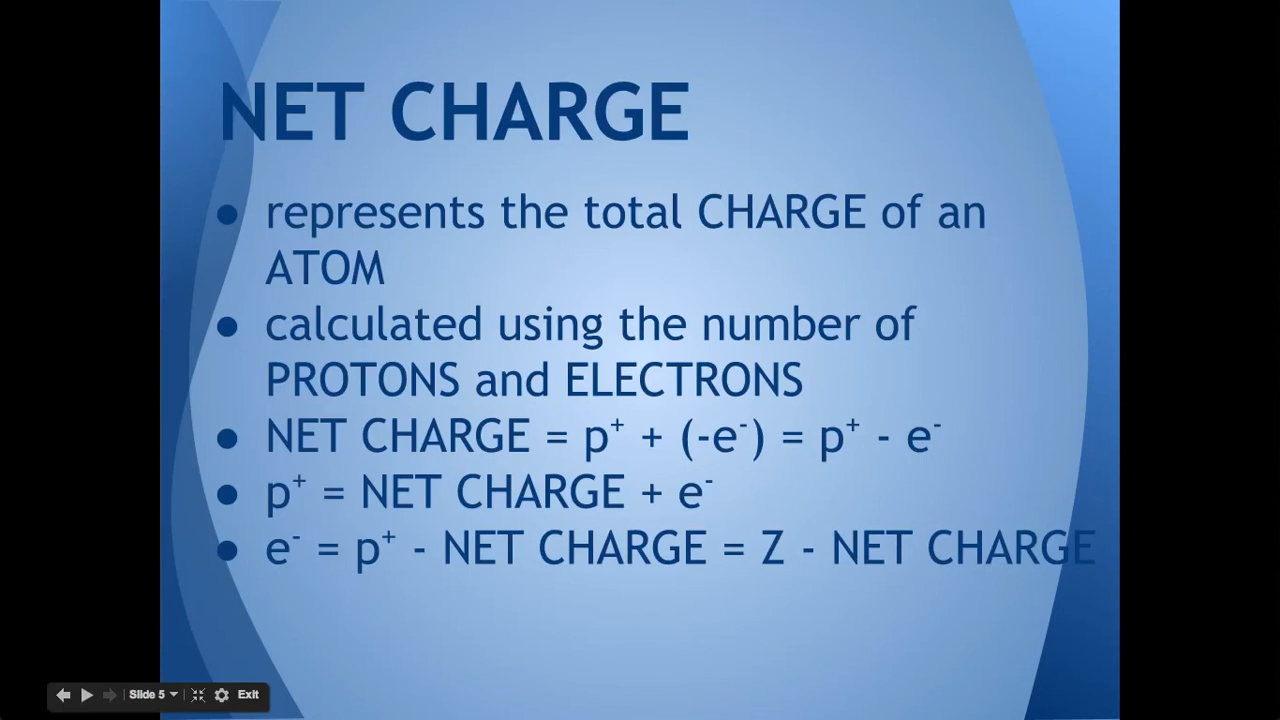 NET CHARGE
● represents the total CHARGE of an
ATOM
● calculated using the number of
PROTONS and ELECTRONS
● NET CHARGE = p⁺ + (-e⁻) = p⁺ - e⁻
● p⁺ = NET CHARGE + e⁻
● e⁻ = p⁺ - NET CHARGE = Z - NET CHARGE
Slide 5 Exit